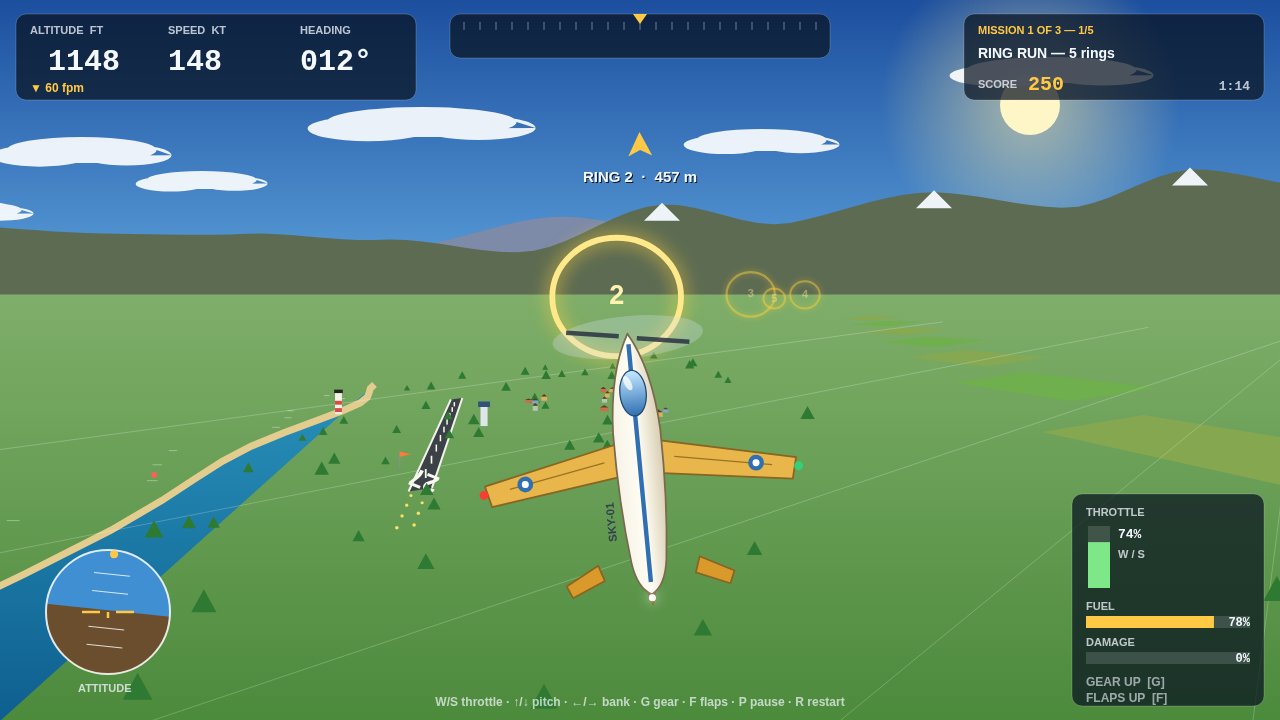 ALTITUDE FT
1148
▼ 60 fpm
SPEED KT
148
HEADING
012°
MISSION 1 OF 3 — 1/5
RING RUN — 5 rings
SCORE 250
1:14
RING 2 · 457 m
2
3
5
4
SKY-01
ATTITUDE
THROTTLE
74%
W / S
FUEL
78%
DAMAGE
0%
GEAR UP [G]
FLAPS UP [F]
W/S throttle · ↑/↓ pitch · ←/→ bank · G gear · F flaps · P pause · R restart